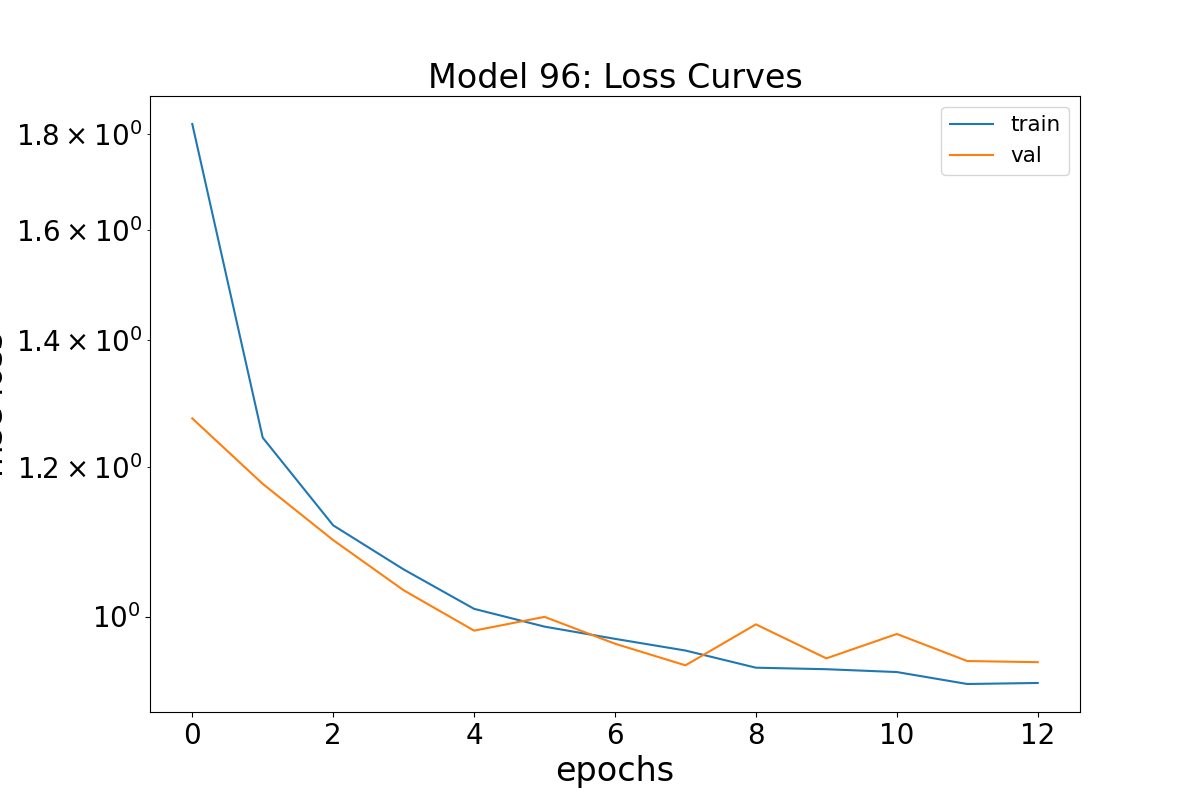 Model 96: Loss Curves
train
val
1.8 × 10⁰
1.6 × 10⁰
1.4 × 10⁰
1.2 × 10⁰
10⁰
0 2 4 6 8 10 12
epochs